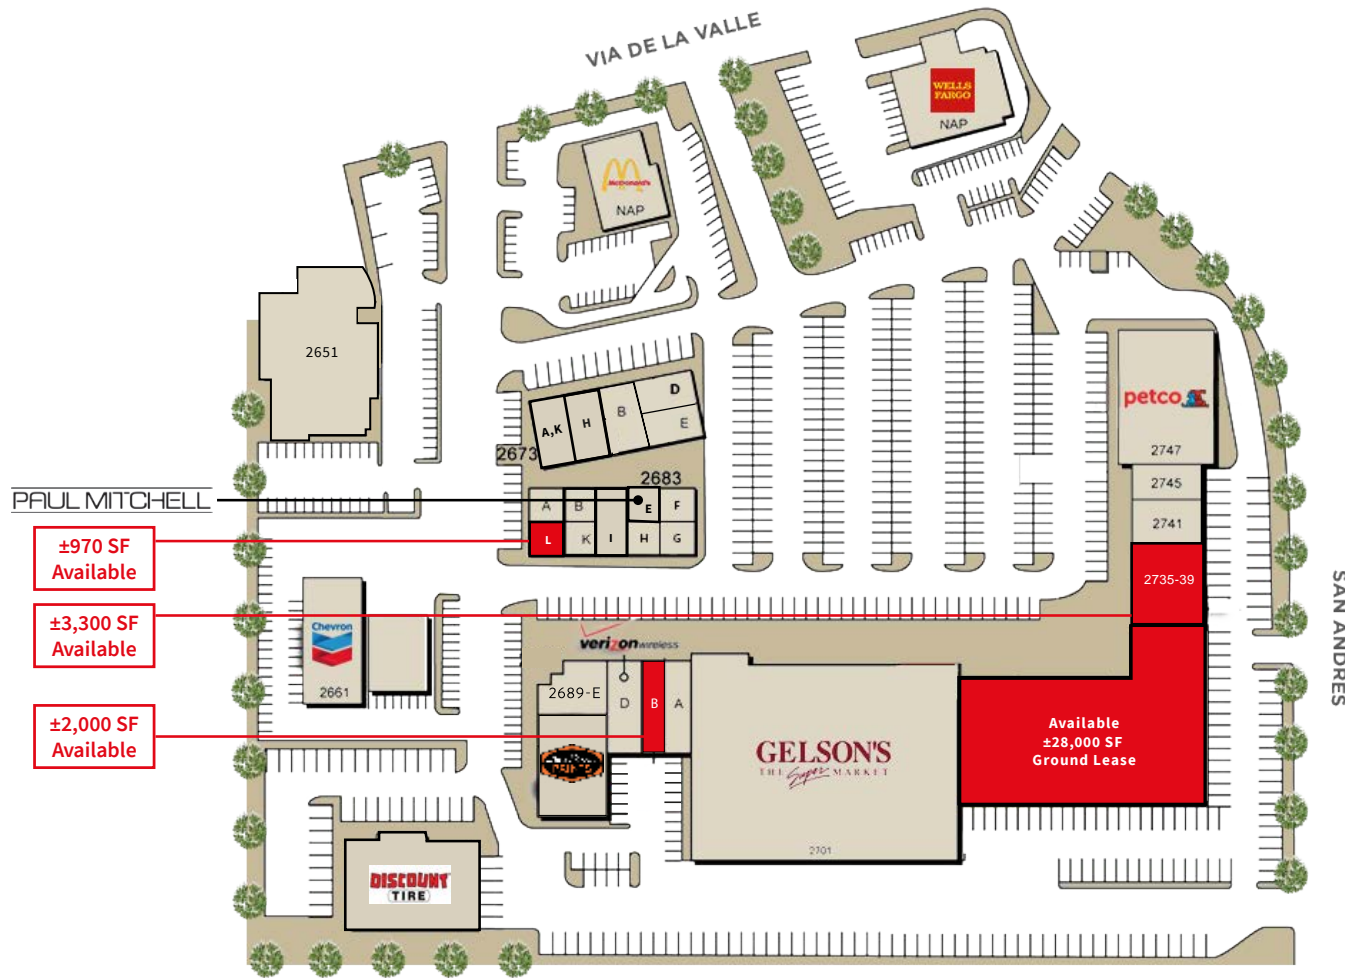 VIA DE LA VALLE
WELLS
FARGO
NAP
McDonald's
NAP
2651
petco
2747
2745
2741
2735-39
A,K
H
B
D
E
2673
2683
PAUL MITCHELL
A
B
E
F
L
K
I
H
G
±970 SF
Available
±3,300 SF
Available
±2,000 SF
Available
Chevron
2661
verizon wireless
2689-E
D
B
A
GELSON'S
THE Super MARKET
2701
Available
±28,000 SF
Ground Lease
DISCOUNT
TIRE
SAN ANDRES